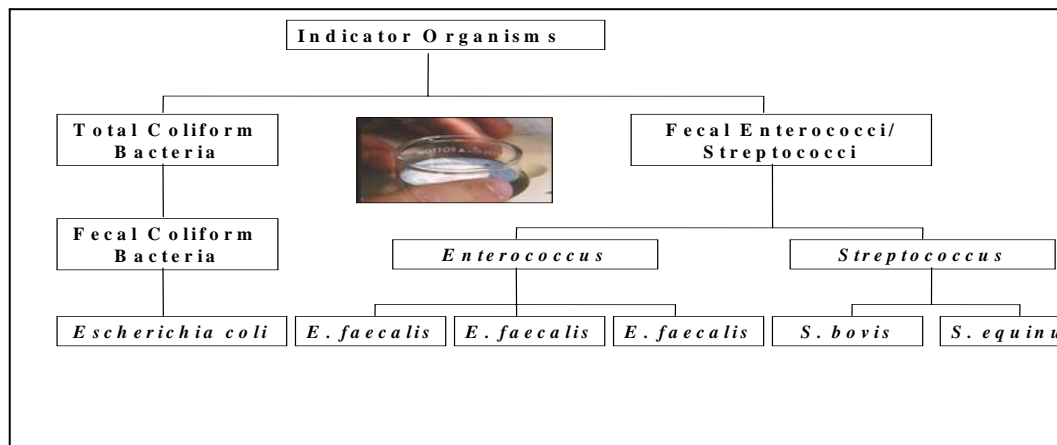 Indicator Organisms
Total Coliform
Bacteria
Fecal Enterococci/
Streptococci
Fecal Coliform
Bacteria
Enterococcus
Streptococcus
Escherichia coli
E. faecalis
E. faecalis
E. faecalis
S. bovis
S. equinu